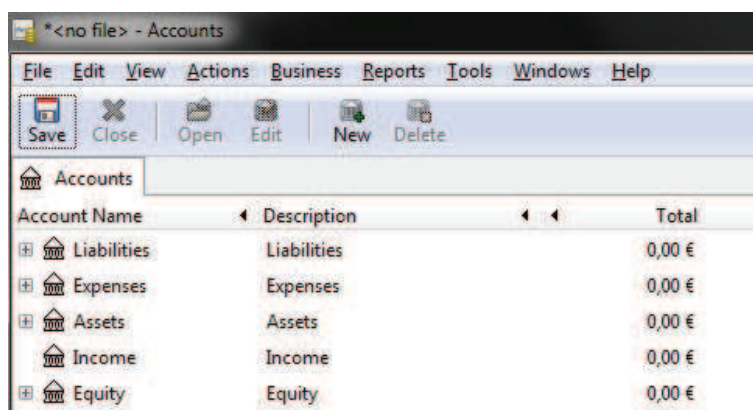 *<no file> - Accounts
File Edit View Actions Business Reports Tools Windows Help
Save Close Open Edit New Delete
Accounts
Account Name Description Total
Liabilities Liabilities 0,00 €
Expenses Expenses 0,00 €
Assets Assets 0,00 €
Income Income 0,00 €
Equity Equity 0,00 €